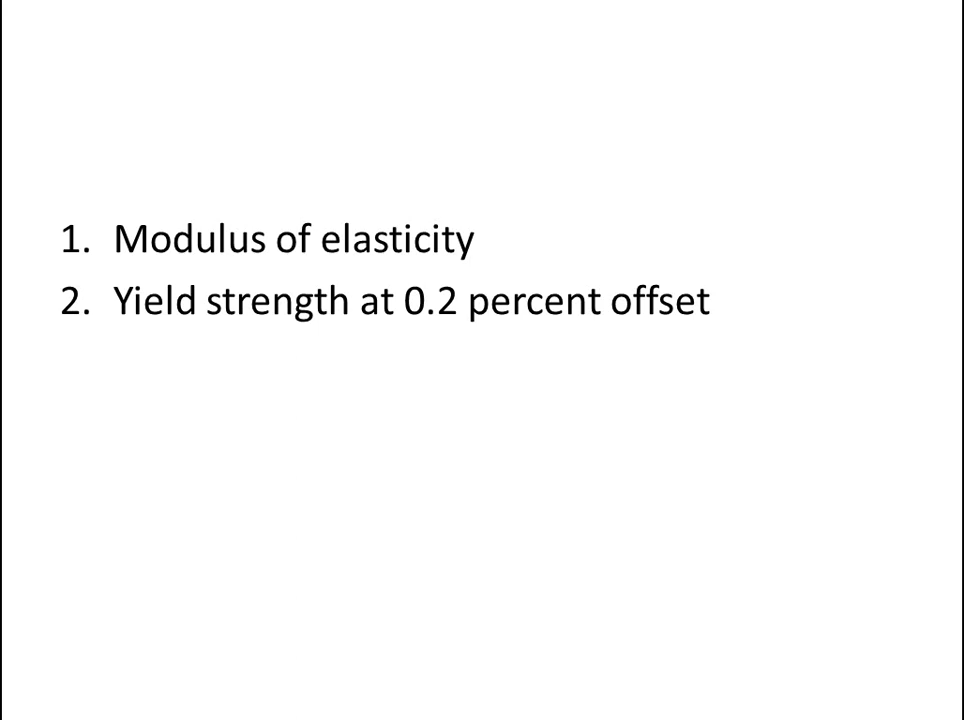 1. Modulus of elasticity
2. Yield strength at 0.2 percent offset